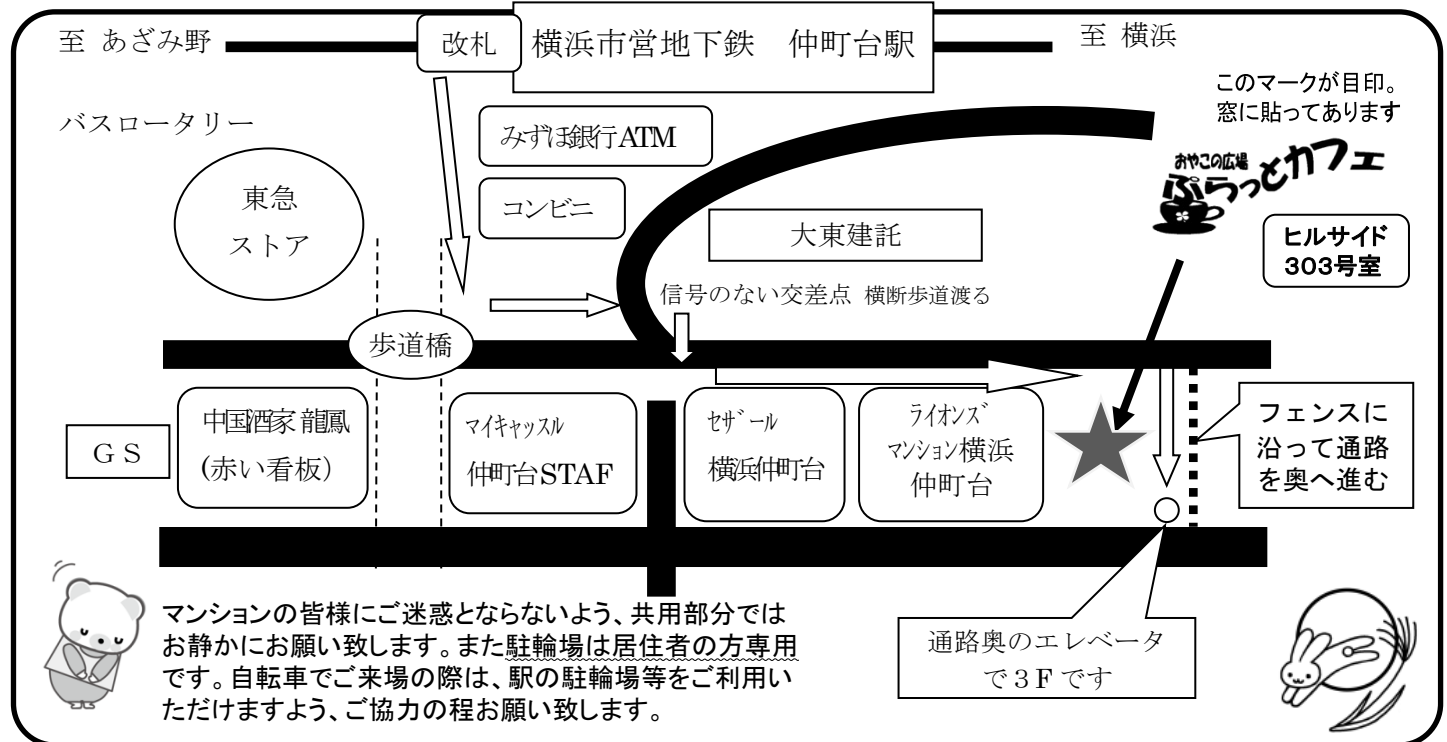 至 あざみ野
改札
横浜市営地下鉄　仲町台駅
至 横浜
このマークが目印。
窓に貼ってあります
バスロータリー
みずほ銀行ATM
おやこの広場
ぷらっとカフェ
東急
ストア
コンビニ
大東建託
ヒルサイド
303号室
信号のない交差点 横断歩道渡る
歩道橋
GS
中国酒家 龍鳳
(赤い看板)
マイキャッスル
仲町台STAF
セザール
横浜仲町台
ライオンズ
マンション横浜
仲町台
フェンスに
沿って通路
を奥へ進む
マンションの皆様にご迷惑とならないよう、共用部分では
お静かにお願い致します。また駐輪場は居住者の方専用
です。自転車でご来場の際は、駅の駐輪場等をご利用い
ただけますよう、ご協力の程お願い致します。
通路奥のエレベータ
で3Fです